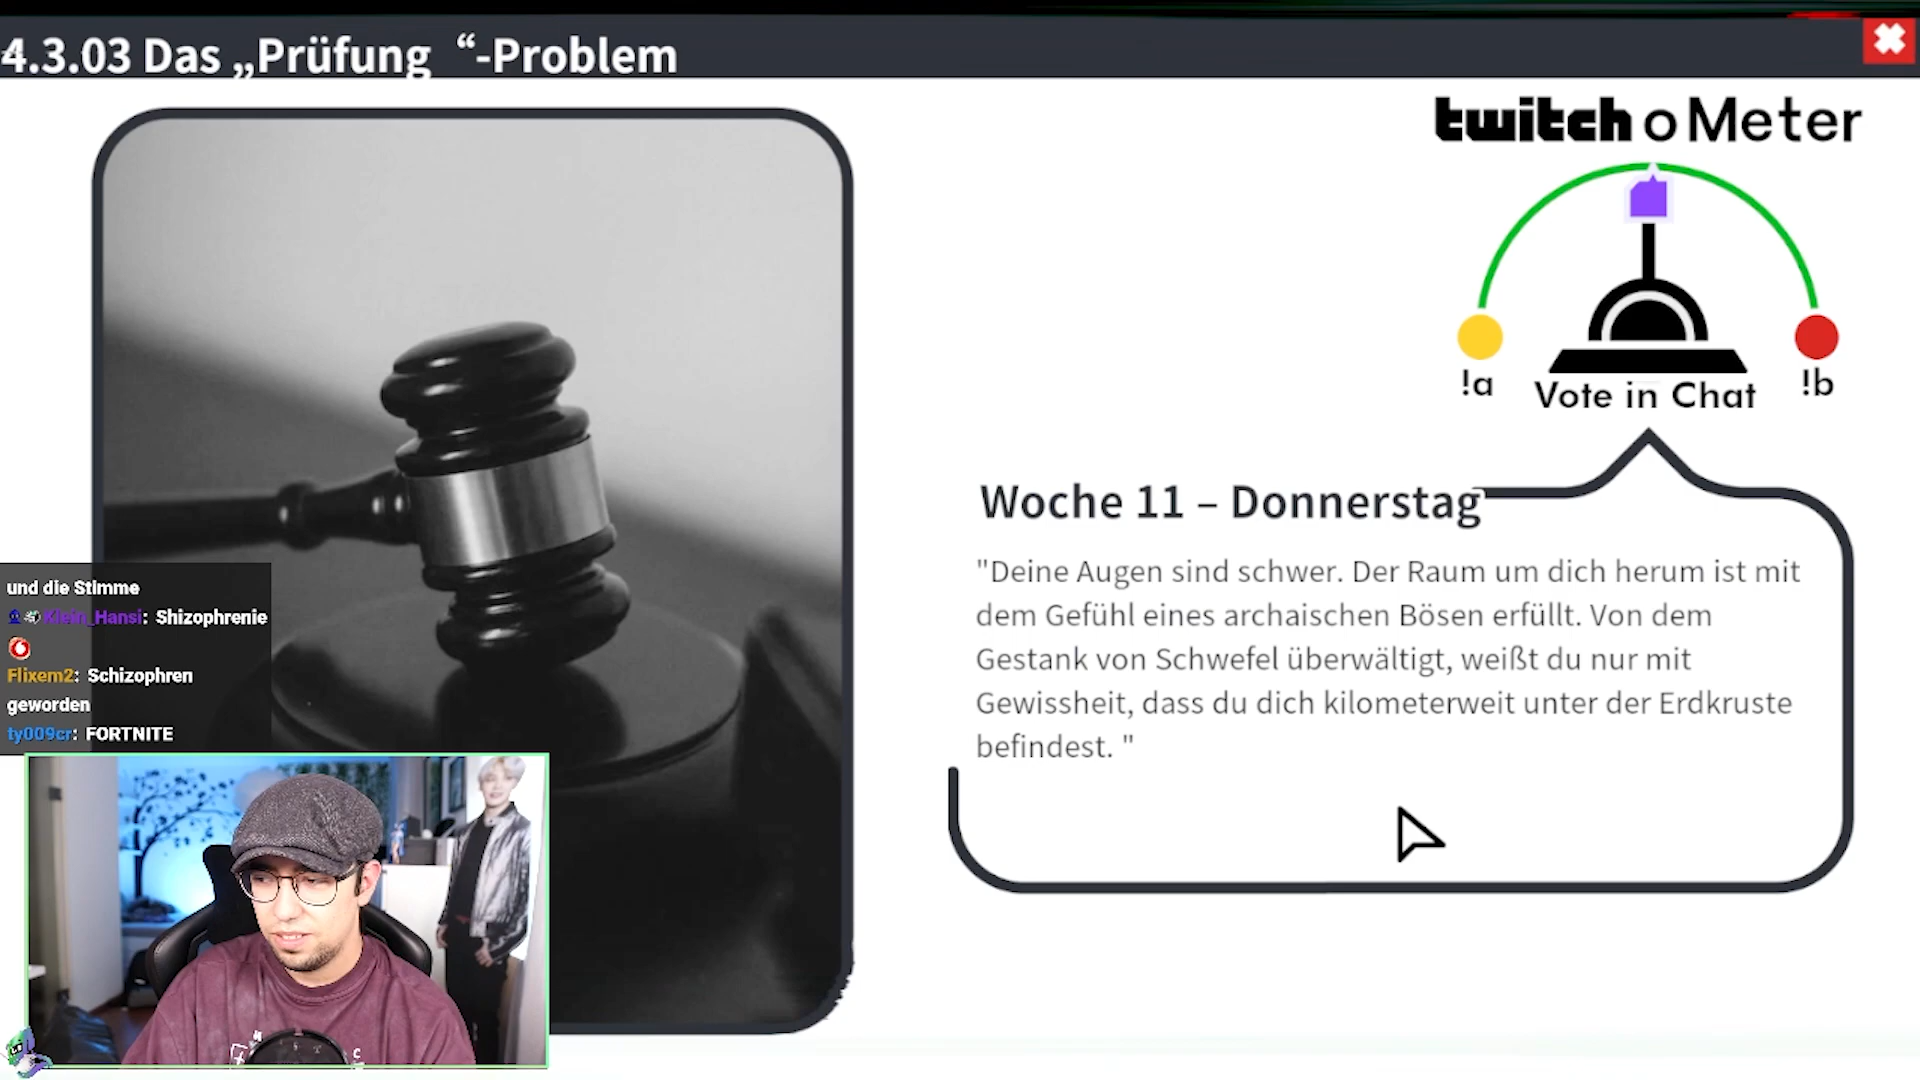 4.3.03 Das „Prüfung “-Problem
twitch o Meter
!a
Vote in Chat
!b
Woche 11 – Donnerstag
"Deine Augen sind schwer. Der Raum um dich herum ist mit
dem Gefühl eines archaischen Bösen erfüllt. Von dem
Gestank von Schwefel überwältigt, weißt du nur mit
Gewissheit, dass du dich kilometerweit unter der Erdkruste
befindest. "
und die Stimme
Klein_Hansi: Shizophrenie
Flixem2: Schizophren
geworden
ty009cr: FORTNITE